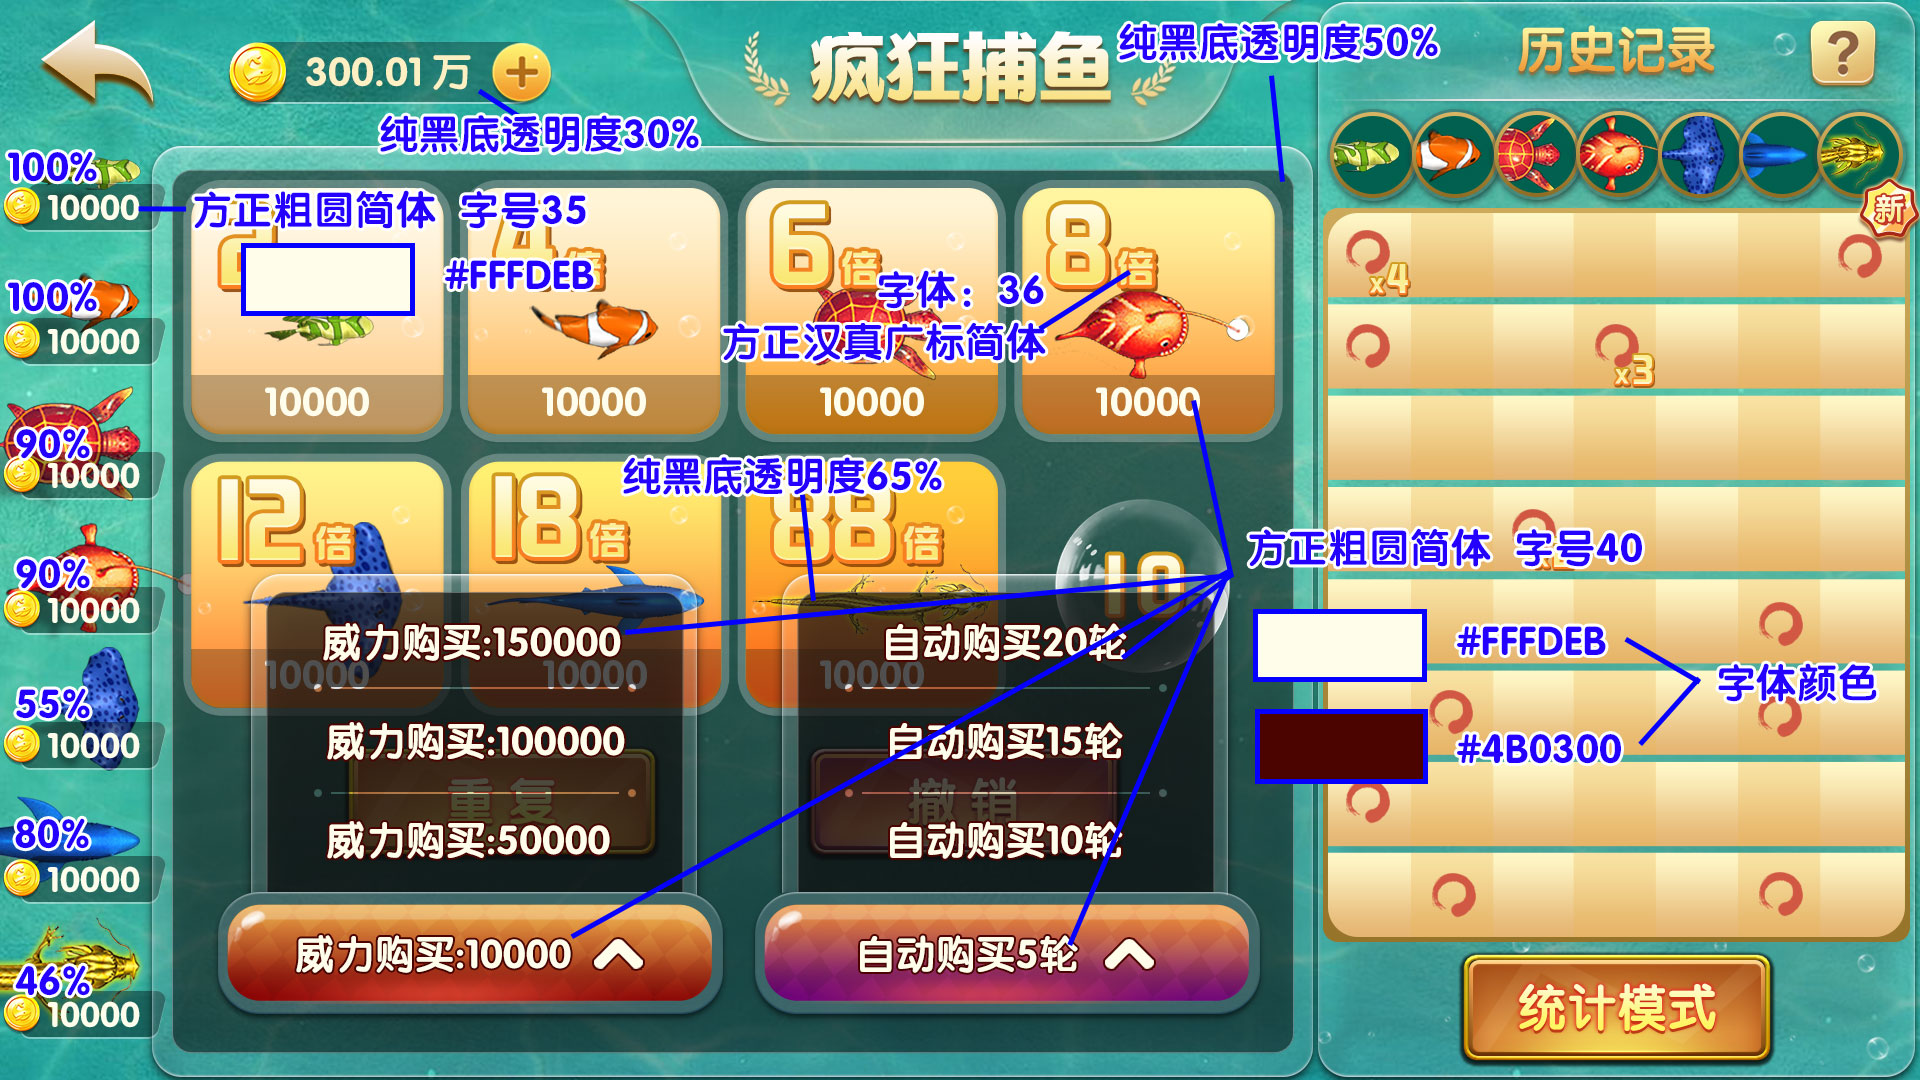 300.01 万
疯狂捕鱼
纯黑底透明度50%
历史记录
?
纯黑底透明度30%
100%
10000
方正粗圆简体 字号35
#FFFDEB
4倍
6倍
8倍
字体：36
方正汉真广标简体
10000
10000
10000
10000
新
x4
x3
100%
10000
90%
10000
纯黑底透明度65%
12倍
18倍
88倍
10
方正粗圆简体 字号40
90%
10000
威力购买:150000
自动购买20轮
#FFFDEB
字体颜色
10000
10000
10000
55%
10000
威力购买:100000
自动购买15轮
#4B0300
重复
撤销
80%
10000
威力购买:50000
自动购买10轮
46%
10000
威力购买:10000
自动购买5轮
统计模式